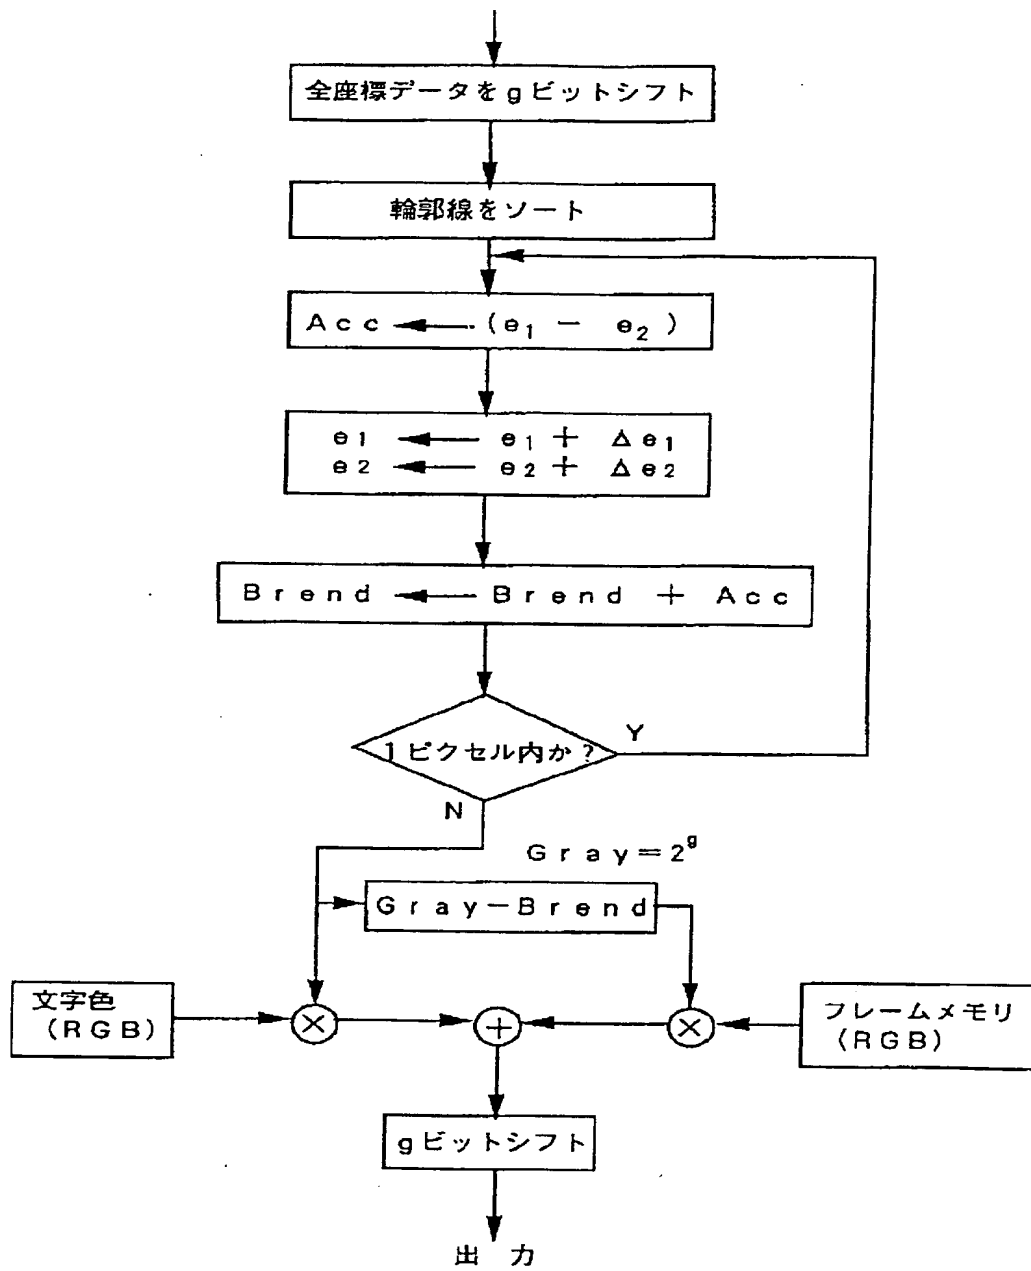 全座標データをgビットシフト
輪郭線をソート
Acc ← (e₁ − e₂)
e1 ← e₁ + Δe₁
e2 ← e₂ + Δe₂
Brend ← Brend + Acc
1ピクセル内か?
Y
N
Gray=2^g
Gray−Brend
文字色
(RGB)
×
+
×
フレームメモリ
(RGB)
gビットシフト
出力